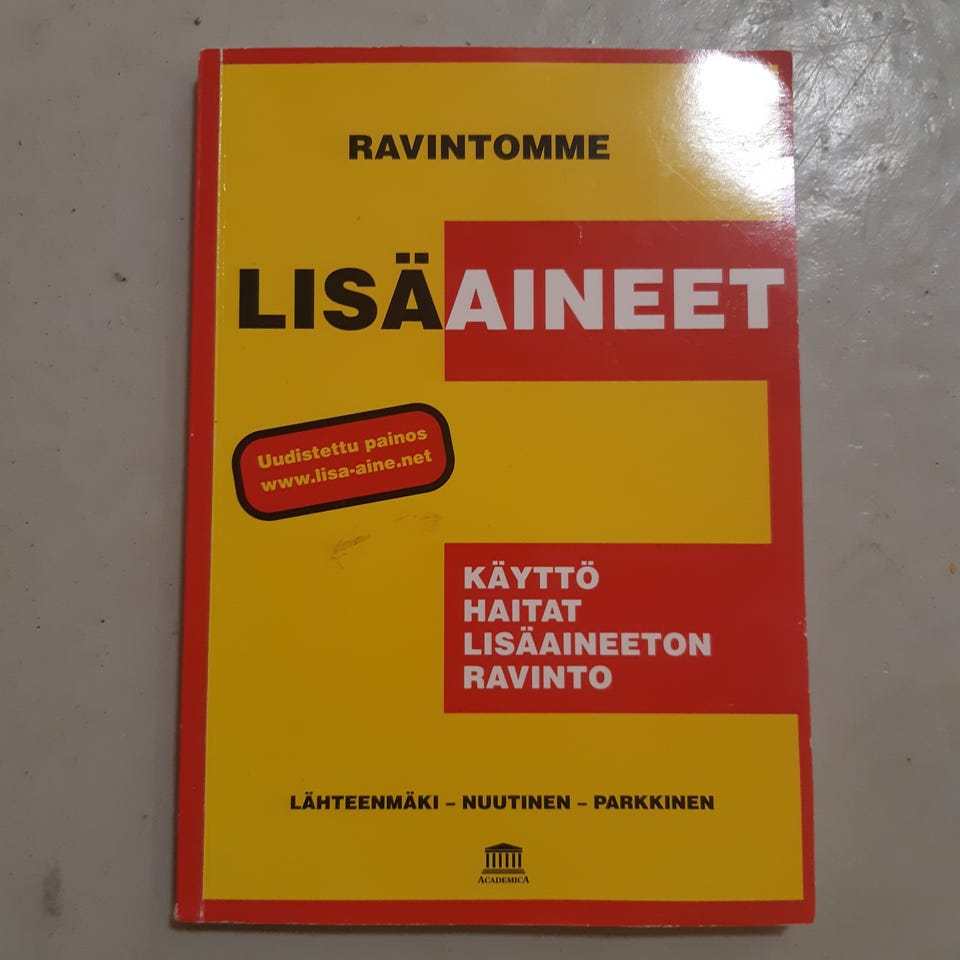 RAVINTOMME
LISÄAINEET
Uudistettu painos
www.lisa-aine.net
KÄYTTÖ
HAITAT
LISÄAINEETON
RAVINTO
LÄHTEENMÄKI – NUUTINEN – PARKKINEN
ACADEMICA